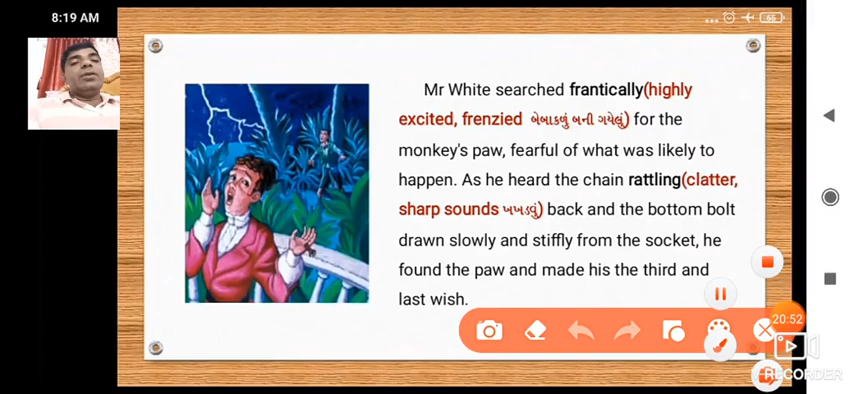 8:19 AM
65
Mr White searched frantically(highly
excited, frenzied બેબાકળું બની ગયેલું) for the
monkey's paw, fearful of what was likely to
happen. As he heard the chain rattling(clatter,
sharp sounds ખખડવું) back and the bottom bolt
drawn slowly and stiffly from the socket, he
found the paw and made his the third and
last wish.
20:52
V RECORDER